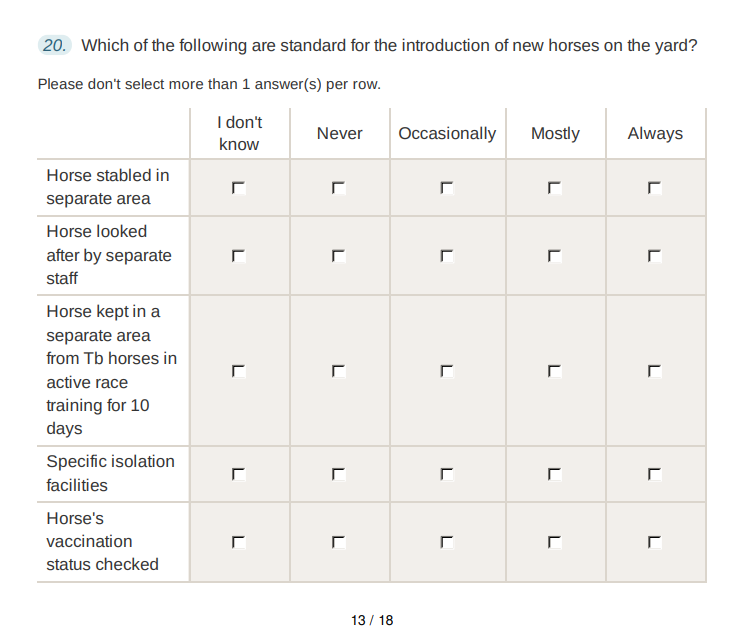 20. Which of the following are standard for the introduction of new horses on the yard?
Please don't select more than 1 answer(s) per row.
I don't
know
Never
Occasionally
Mostly
Always
Horse stabled in
separate area
Horse looked
after by separate
staff
Horse kept in a
separate area
from Tb horses in
active race
training for 10
days
Specific isolation
facilities
Horse's
vaccination
status checked
13 / 18